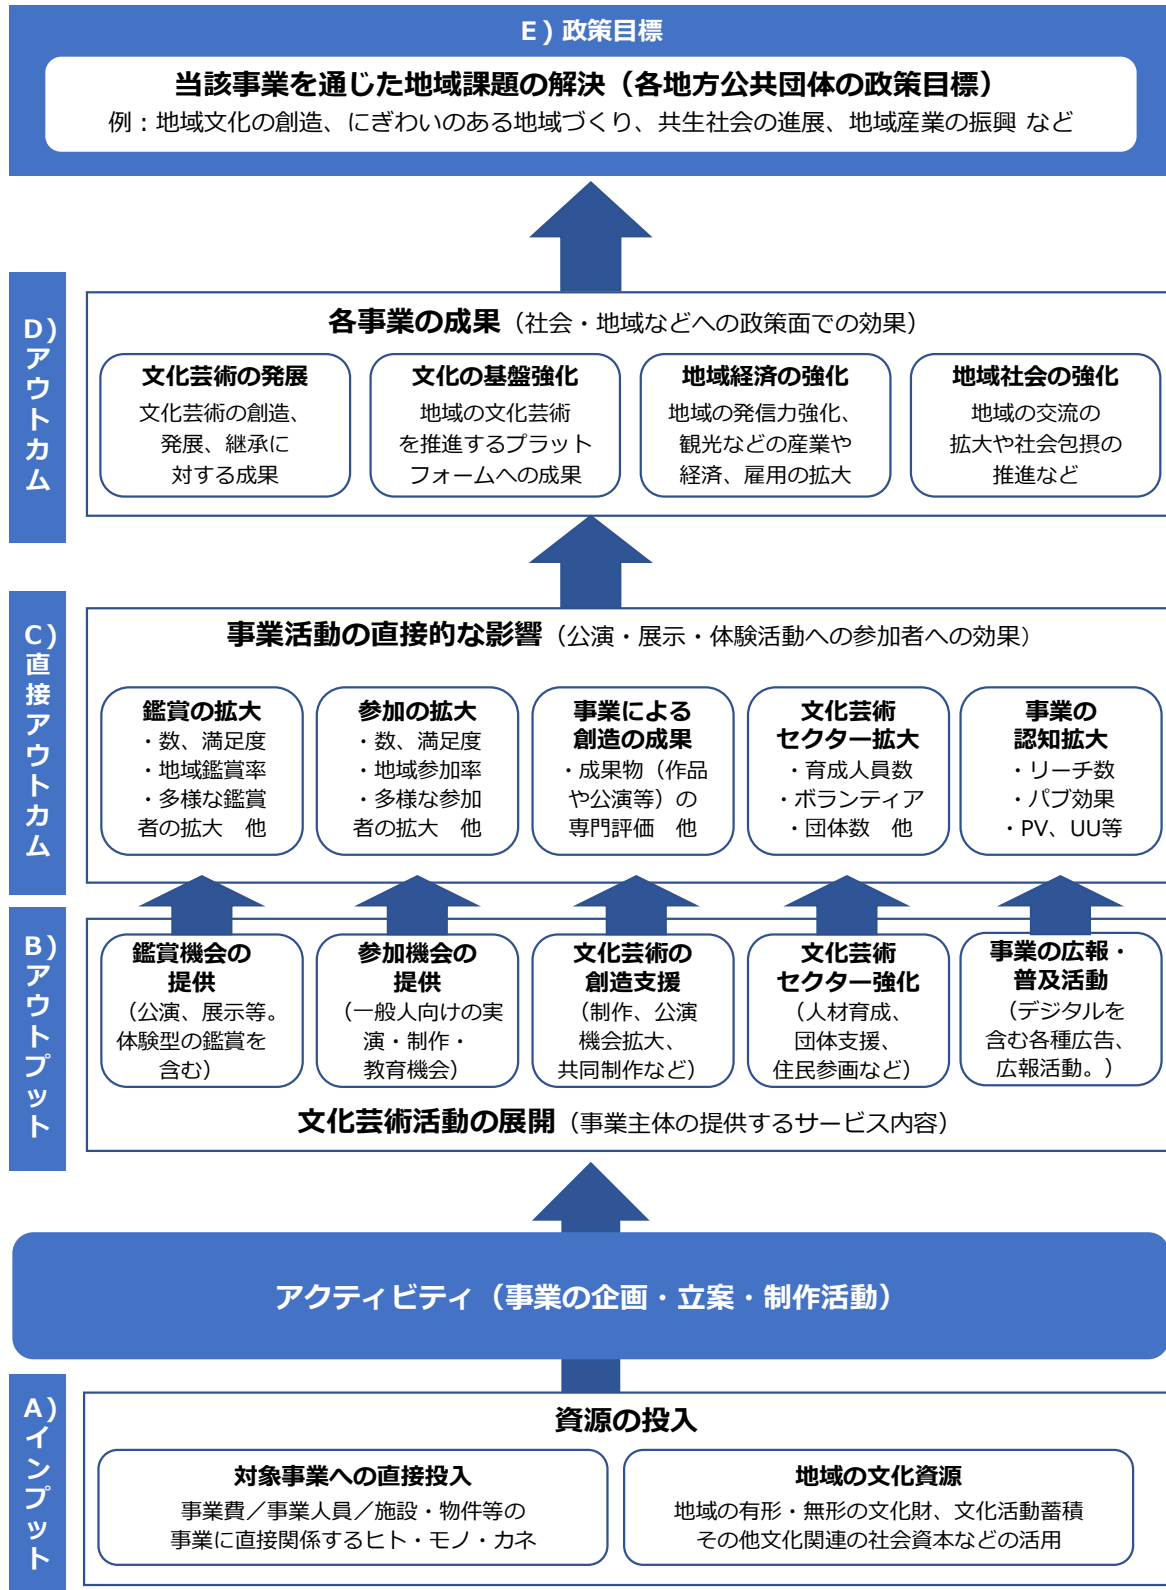 E）政策目標
当該事業を通じた地域課題の解決（各地方公共団体の政策目標）
例：地域文化の創造、にぎわいのある地域づくり、共生社会の進展、地域産業の振興 など
D）アウトカム
各事業の成果（社会・地域などへの政策面での効果）
文化芸術の発展
文化芸術の創造、
発展、継承に
対する成果
文化の基盤強化
地域の文化芸術
を推進するプラット
フォームへの成果
地域経済の強化
地域の発信力強化、
観光などの産業や
経済、雇用の拡大
地域社会の強化
地域の交流の
拡大や社会包摂の
推進など
C）直接アウトカム
事業活動の直接的な影響（公演・展示・体験活動への参加者への効果）
鑑賞の拡大
・数、満足度
・地域鑑賞率
・多様な鑑賞
者の拡大　他
参加の拡大
・数、満足度
・地域参加率
・多様な参加
者の拡大　他
事業による
創造の成果
・成果物（作品
や公演等）の
専門評価　他
文化芸術
セクター拡大
・育成人員数
・ボランティア
・団体数　他
事業の
認知拡大
・リーチ数
・パブ効果
・PV、UU等
B）アウトプット
鑑賞機会の
提供
（公演、展示等。
体験型の鑑賞を
含む）
参加機会の
提供
（一般人向けの実
演・制作・
教育機会）
文化芸術の
創造支援
（制作、公演
機会拡大、
共同制作など）
文化芸術
セクター強化
（人材育成、
団体支援、
住民参画など）
事業の広報・
普及活動
（デジタルを
含む各種広告、
広報活動。）
文化芸術活動の展開（事業主体の提供するサービス内容）
アクティビティ（事業の企画・立案・制作活動）
A）インプット
資源の投入
対象事業への直接投入
事業費／事業人員／施設・物件等の
事業に直接関係するヒト・モノ・カネ
地域の文化資源
地域の有形・無形の文化財、文化活動蓄積
その他文化関連の社会資本などの活用